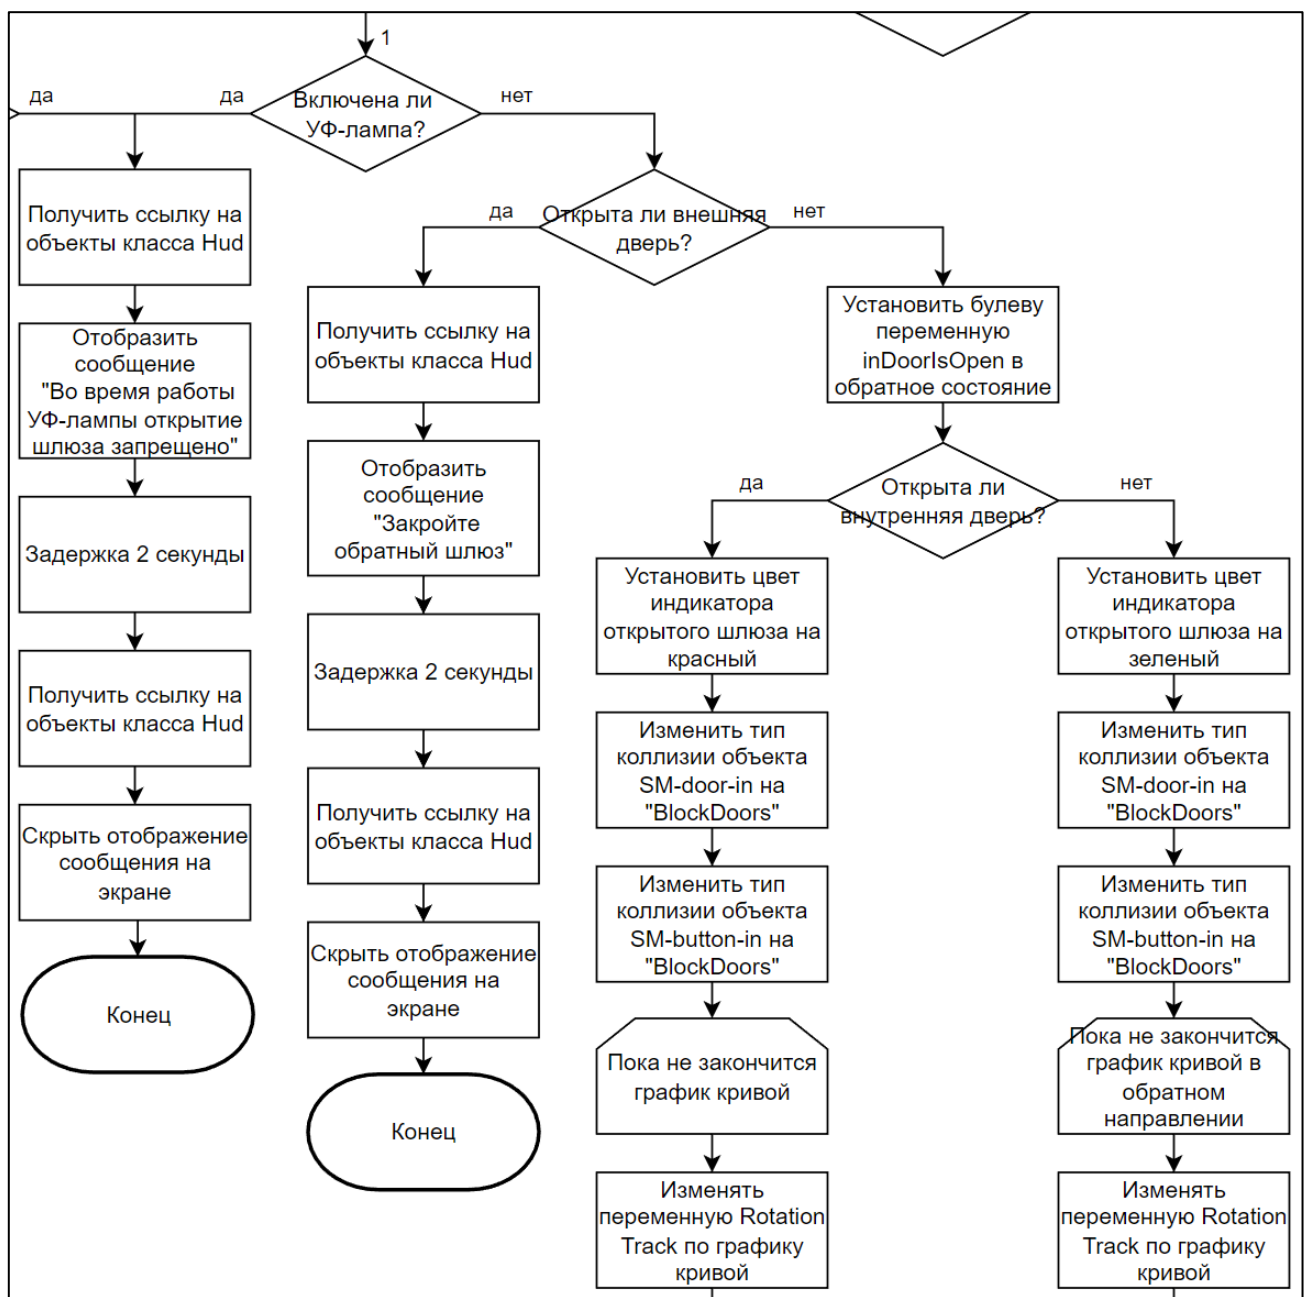 1
да
да
Включена ли
УФ-лампа?
нет
Получить ссылку на
объекты класса Hud
Отобразить
сообщение
"Во время работы
УФ-лампы открытие
шлюза запрещено"
Задержка 2 секунды
Получить ссылку на
объекты класса Hud
Скрыть отображение
сообщения на
экране
Конец
да
Открыта ли внешняя
дверь?
нет
Получить ссылку на
объекты класса Hud
Отобразить
сообщение
"Закройте
обратный шлюз"
Задержка 2 секунды
Получить ссылку на
объекты класса Hud
Скрыть отображение
сообщения на
экране
Конец
Установить булеву
переменную
inDoorIsOpen в
обратное состояние
да
Открыта ли
внутренняя дверь?
нет
Установить цвет
индикатора
открытого шлюза на
красный
Изменить тип
коллизии объекта
SM-door-in на
"BlockDoors"
Изменить тип
коллизии объекта
SM-button-in на
"BlockDoors"
Пока не закончится
график кривой
Изменять
переменную Rotation
Track по графику
кривой
Установить цвет
индикатора
открытого шлюза на
зеленый
Изменить тип
коллизии объекта
SM-door-in на
"BlockDoors"
Изменить тип
коллизии объекта
SM-button-in на
"BlockDoors"
Пока не закончится
график кривой в
обратном
направлении
Изменять
переменную Rotation
Track по графику
кривой